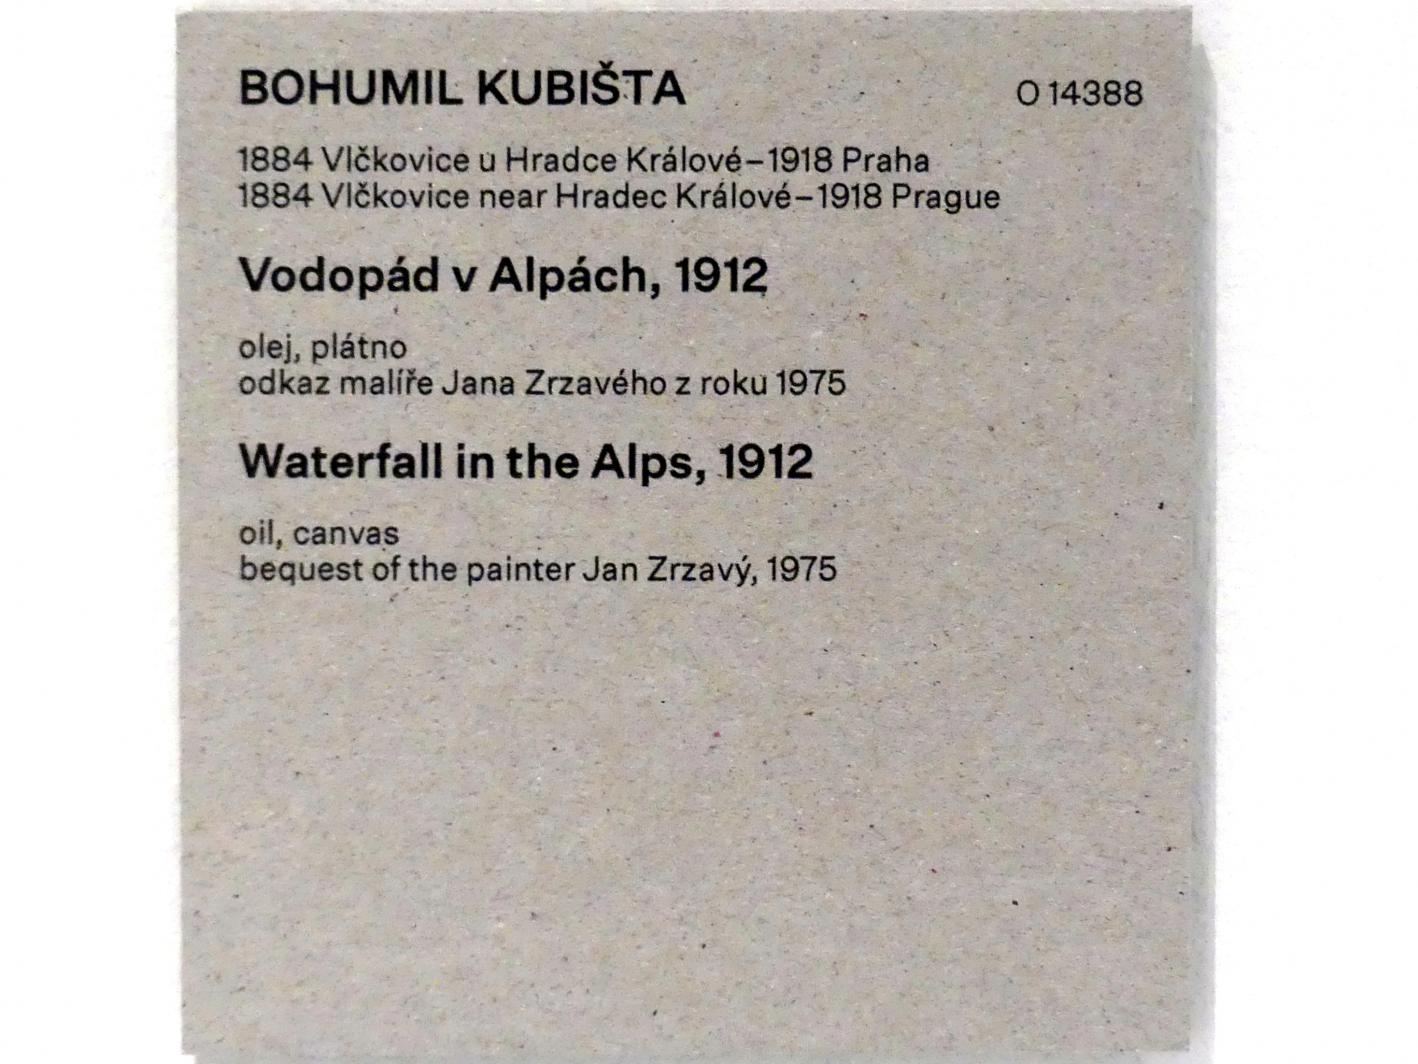 BOHUMIL KUBIŠTA O 14388
1884 Vlčkovice u Hradce Králové–1918 Praha
1884 Vlčkovice near Hradec Králové–1918 Prague
Vodopád v Alpách, 1912
olej, plátno
odkaz malíře Jana Zrzavého z roku 1975
Waterfall in the Alps, 1912
oil, canvas
bequest of the painter Jan Zrzavý, 1975